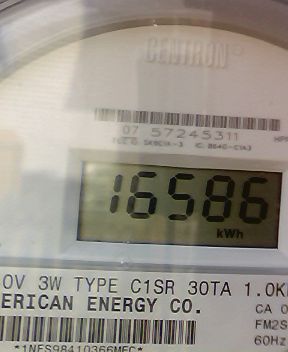 CENTRON
07 57245311
16586
kWh
0V 3W TYPE C1SR 30TA 1.0K
ERICAN ENERGY CO.
CA 0
FM2S
60Hz
*1NFS98410366MEC*